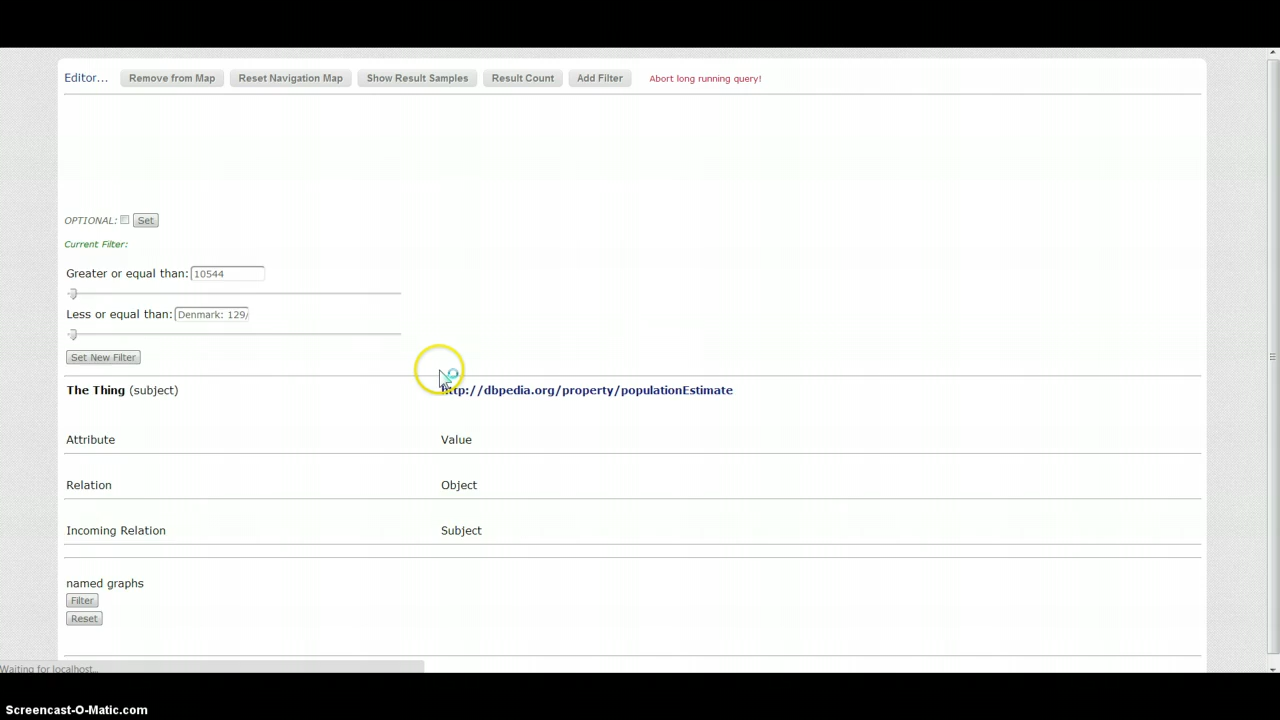 Editor... Remove from Map Reset Navigation Map Show Result Samples Result Count Add Filter Abort long running query!
OPTIONAL: Set
Current Filter:
Greater or equal than: 10544
Less or equal than: Denmark: 129/
Set New Filter
The Thing (subject) http://dbpedia.org/property/populationEstimate
Attribute Value
Relation Object
Incoming Relation Subject
named graphs
Filter
Reset
Waiting for localhost...
Screencast-O-Matic.com